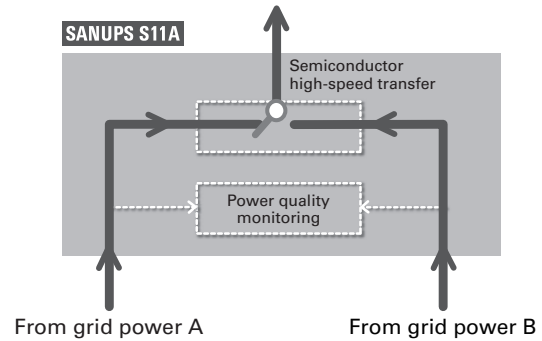 SANUPS S11A
Semiconductor
high-speed transfer
Power quality
monitoring
From grid power A
From grid power B